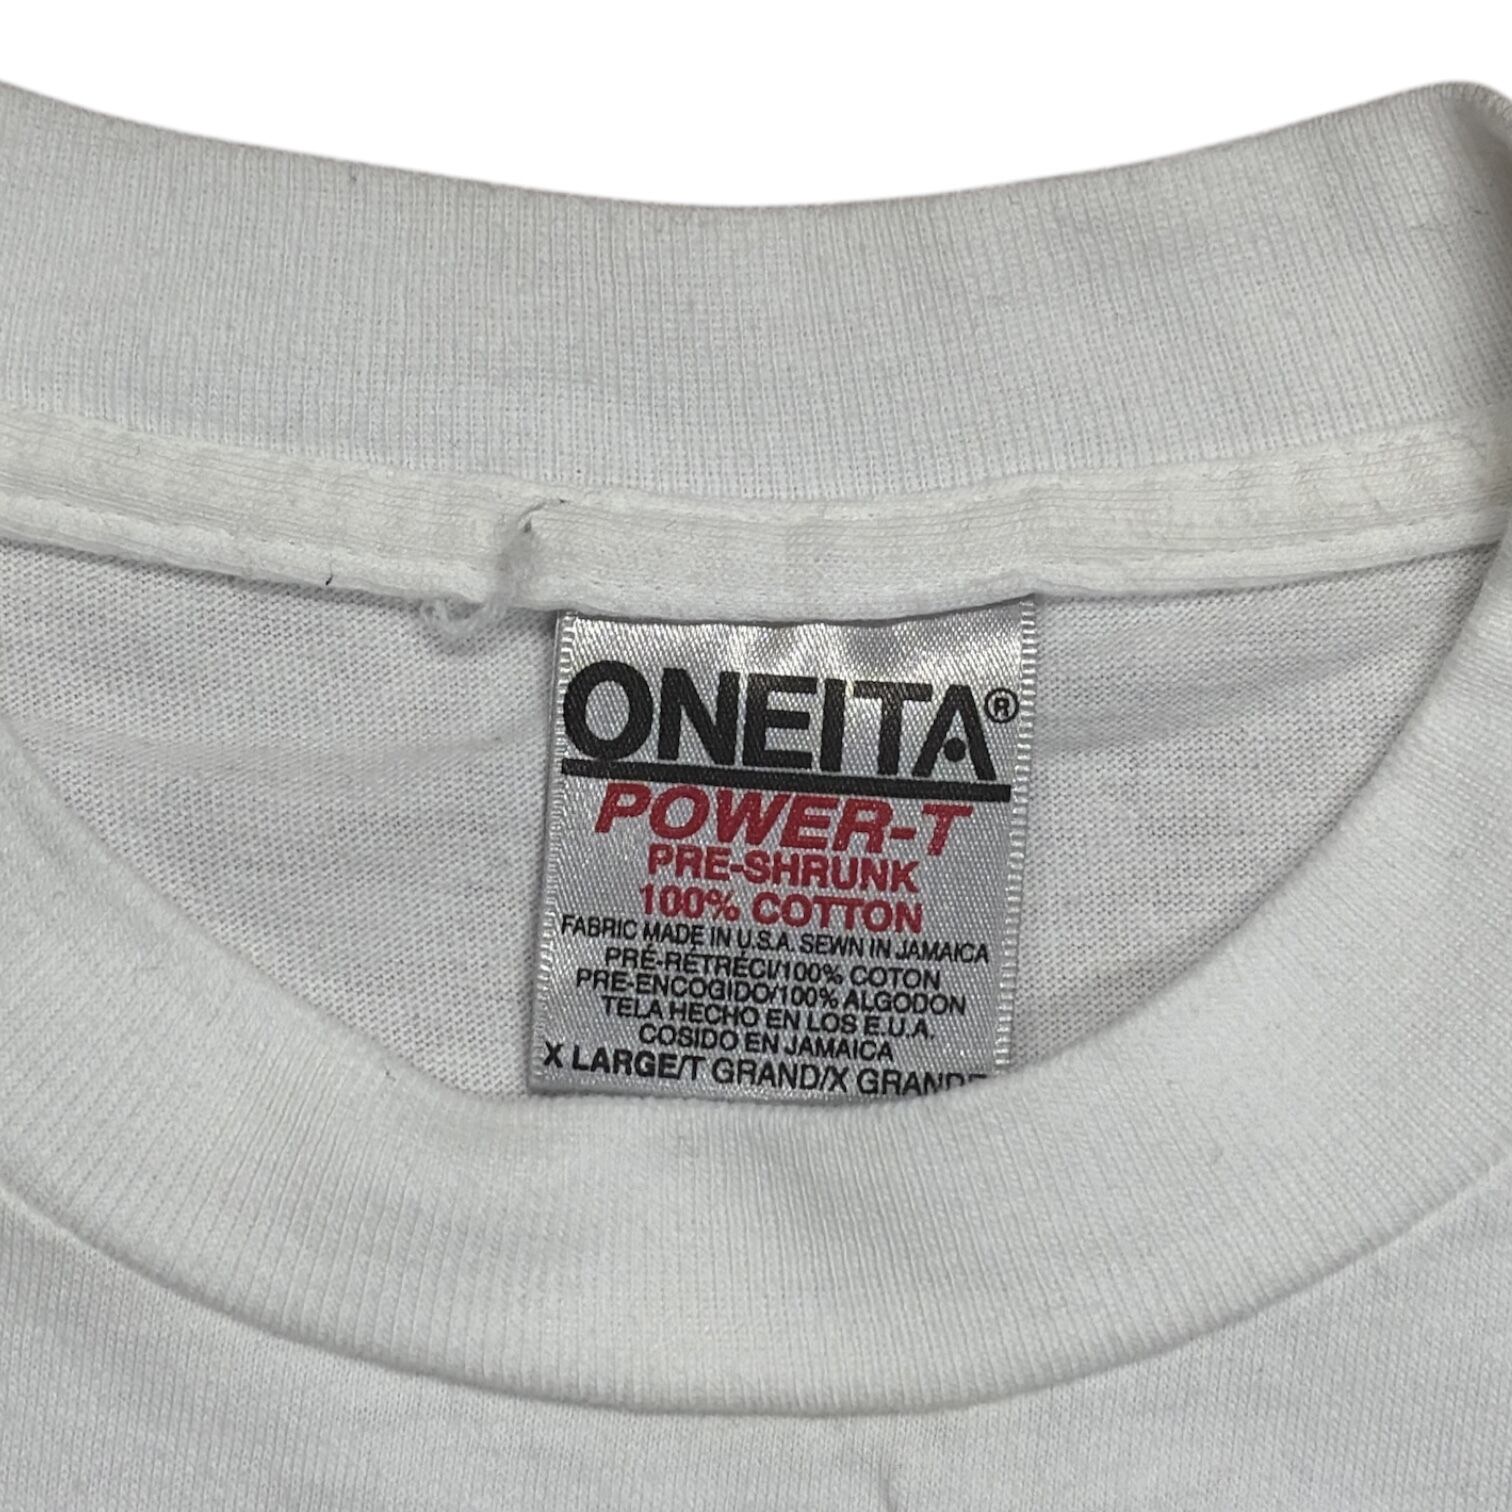 ONEITA®
POWER-T
PRE-SHRUNK
100% COTTON
FABRIC MADE IN U.S.A. SEWN IN JAMAICA
PRÉ-RÉTRÉCI/100% COTON
PRE-ENCOGIDO/100% ALGODON
TELA HECHO EN LOS E.U.A.
COSIDO EN JAMAICA
X LARGE/T GRAND/X GRANDE